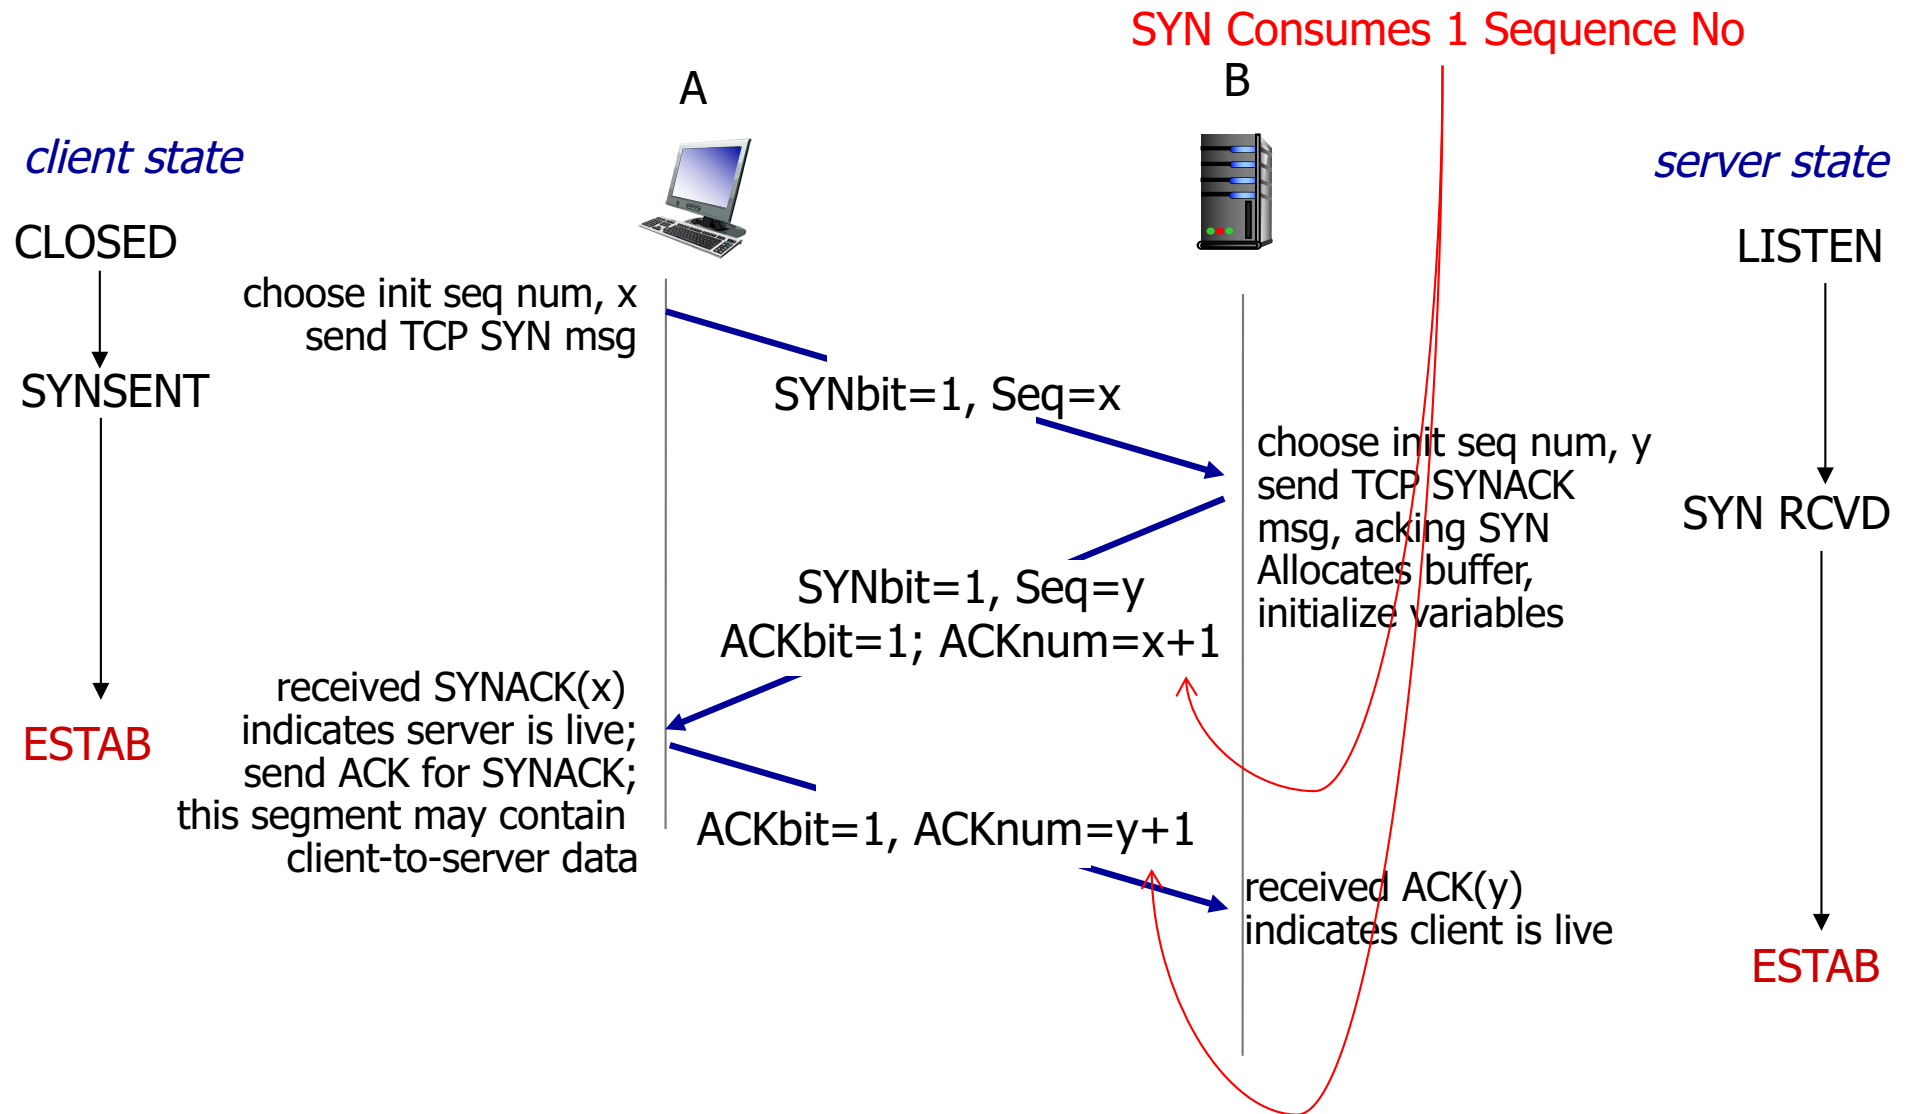 SYN Consumes 1 Sequence No
A
B
client state
server state
CLOSED
LISTEN
choose init seq num, x
send TCP SYN msg
SYNSENT
SYNbit=1, Seq=x
choose init seq num, y
send TCP SYNACK
msg, acking SYN
Allocates buffer,
initialize variables
SYN RCVD
SYNbit=1, Seq=y
ACKbit=1; ACKnum=x+1
received SYNACK(x)
indicates server is live;
send ACK for SYNACK;
this segment may contain
client-to-server data
ESTAB
ACKbit=1, ACKnum=y+1
received ACK(y)
indicates client is live
ESTAB